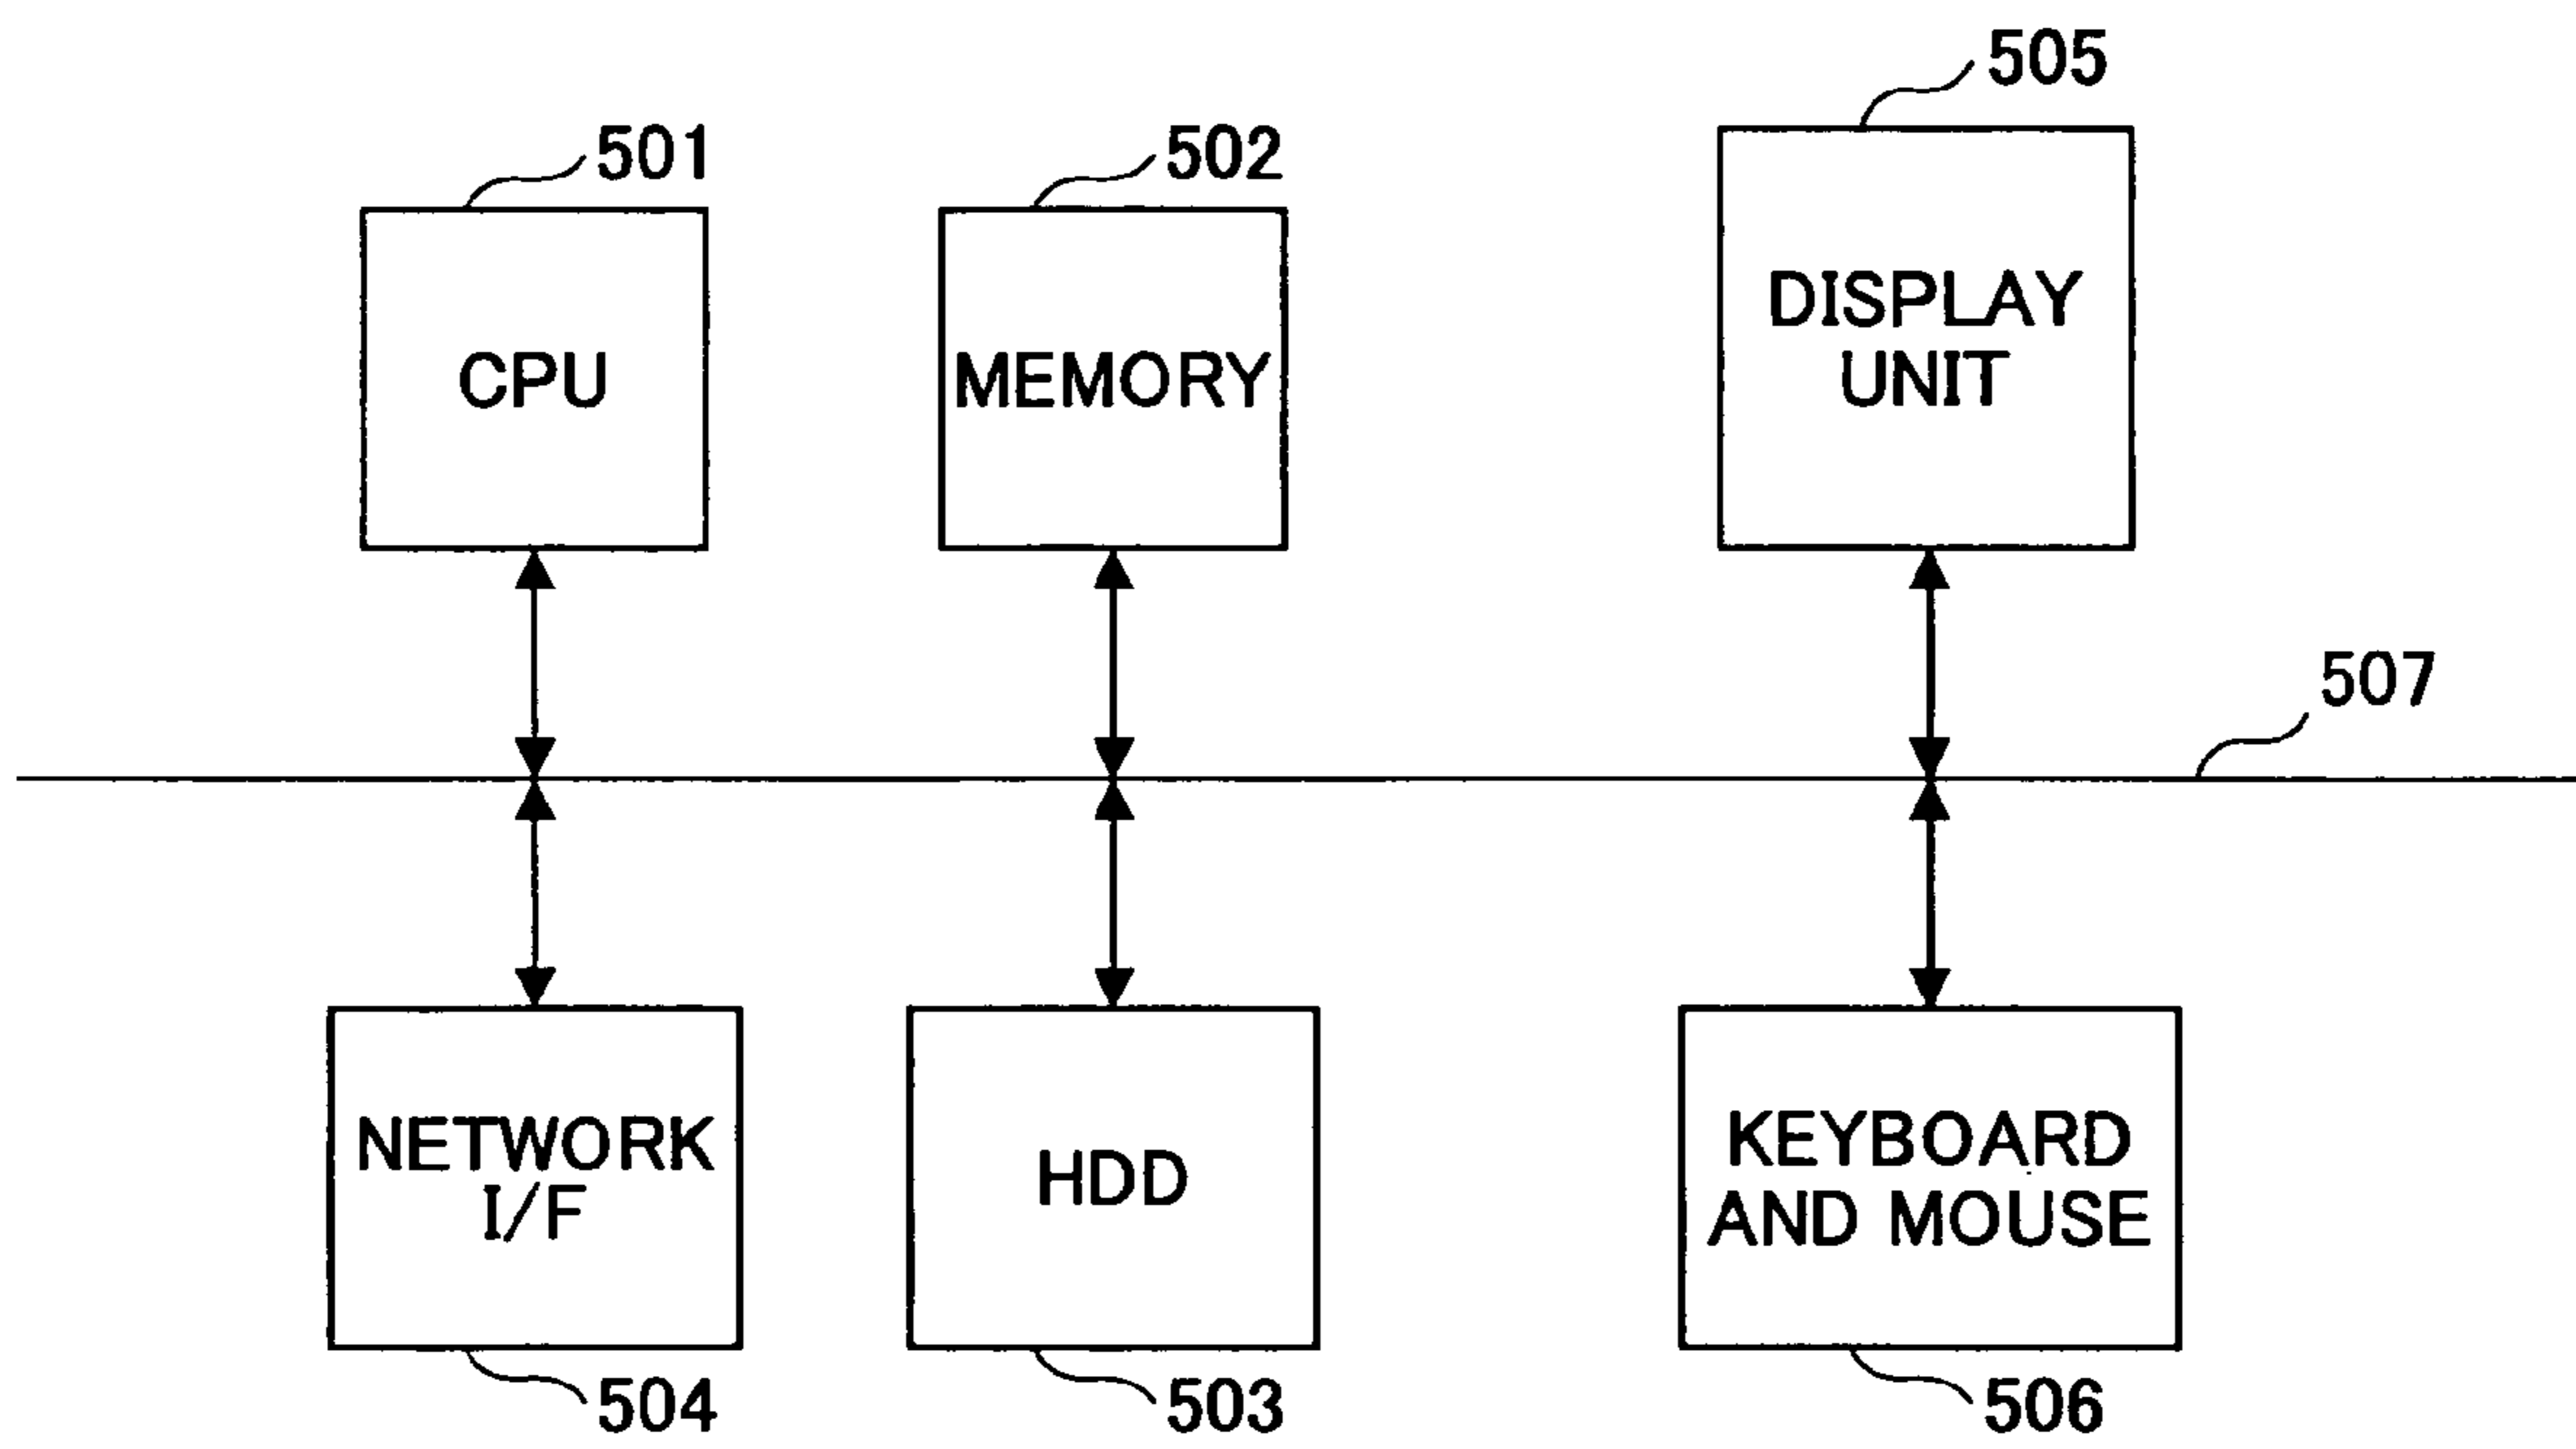 505
501
502
CPU
MEMORY
DISPLAY
UNIT
507
NETWORK
I/F
HDD
KEYBOARD
AND MOUSE
504
503
506